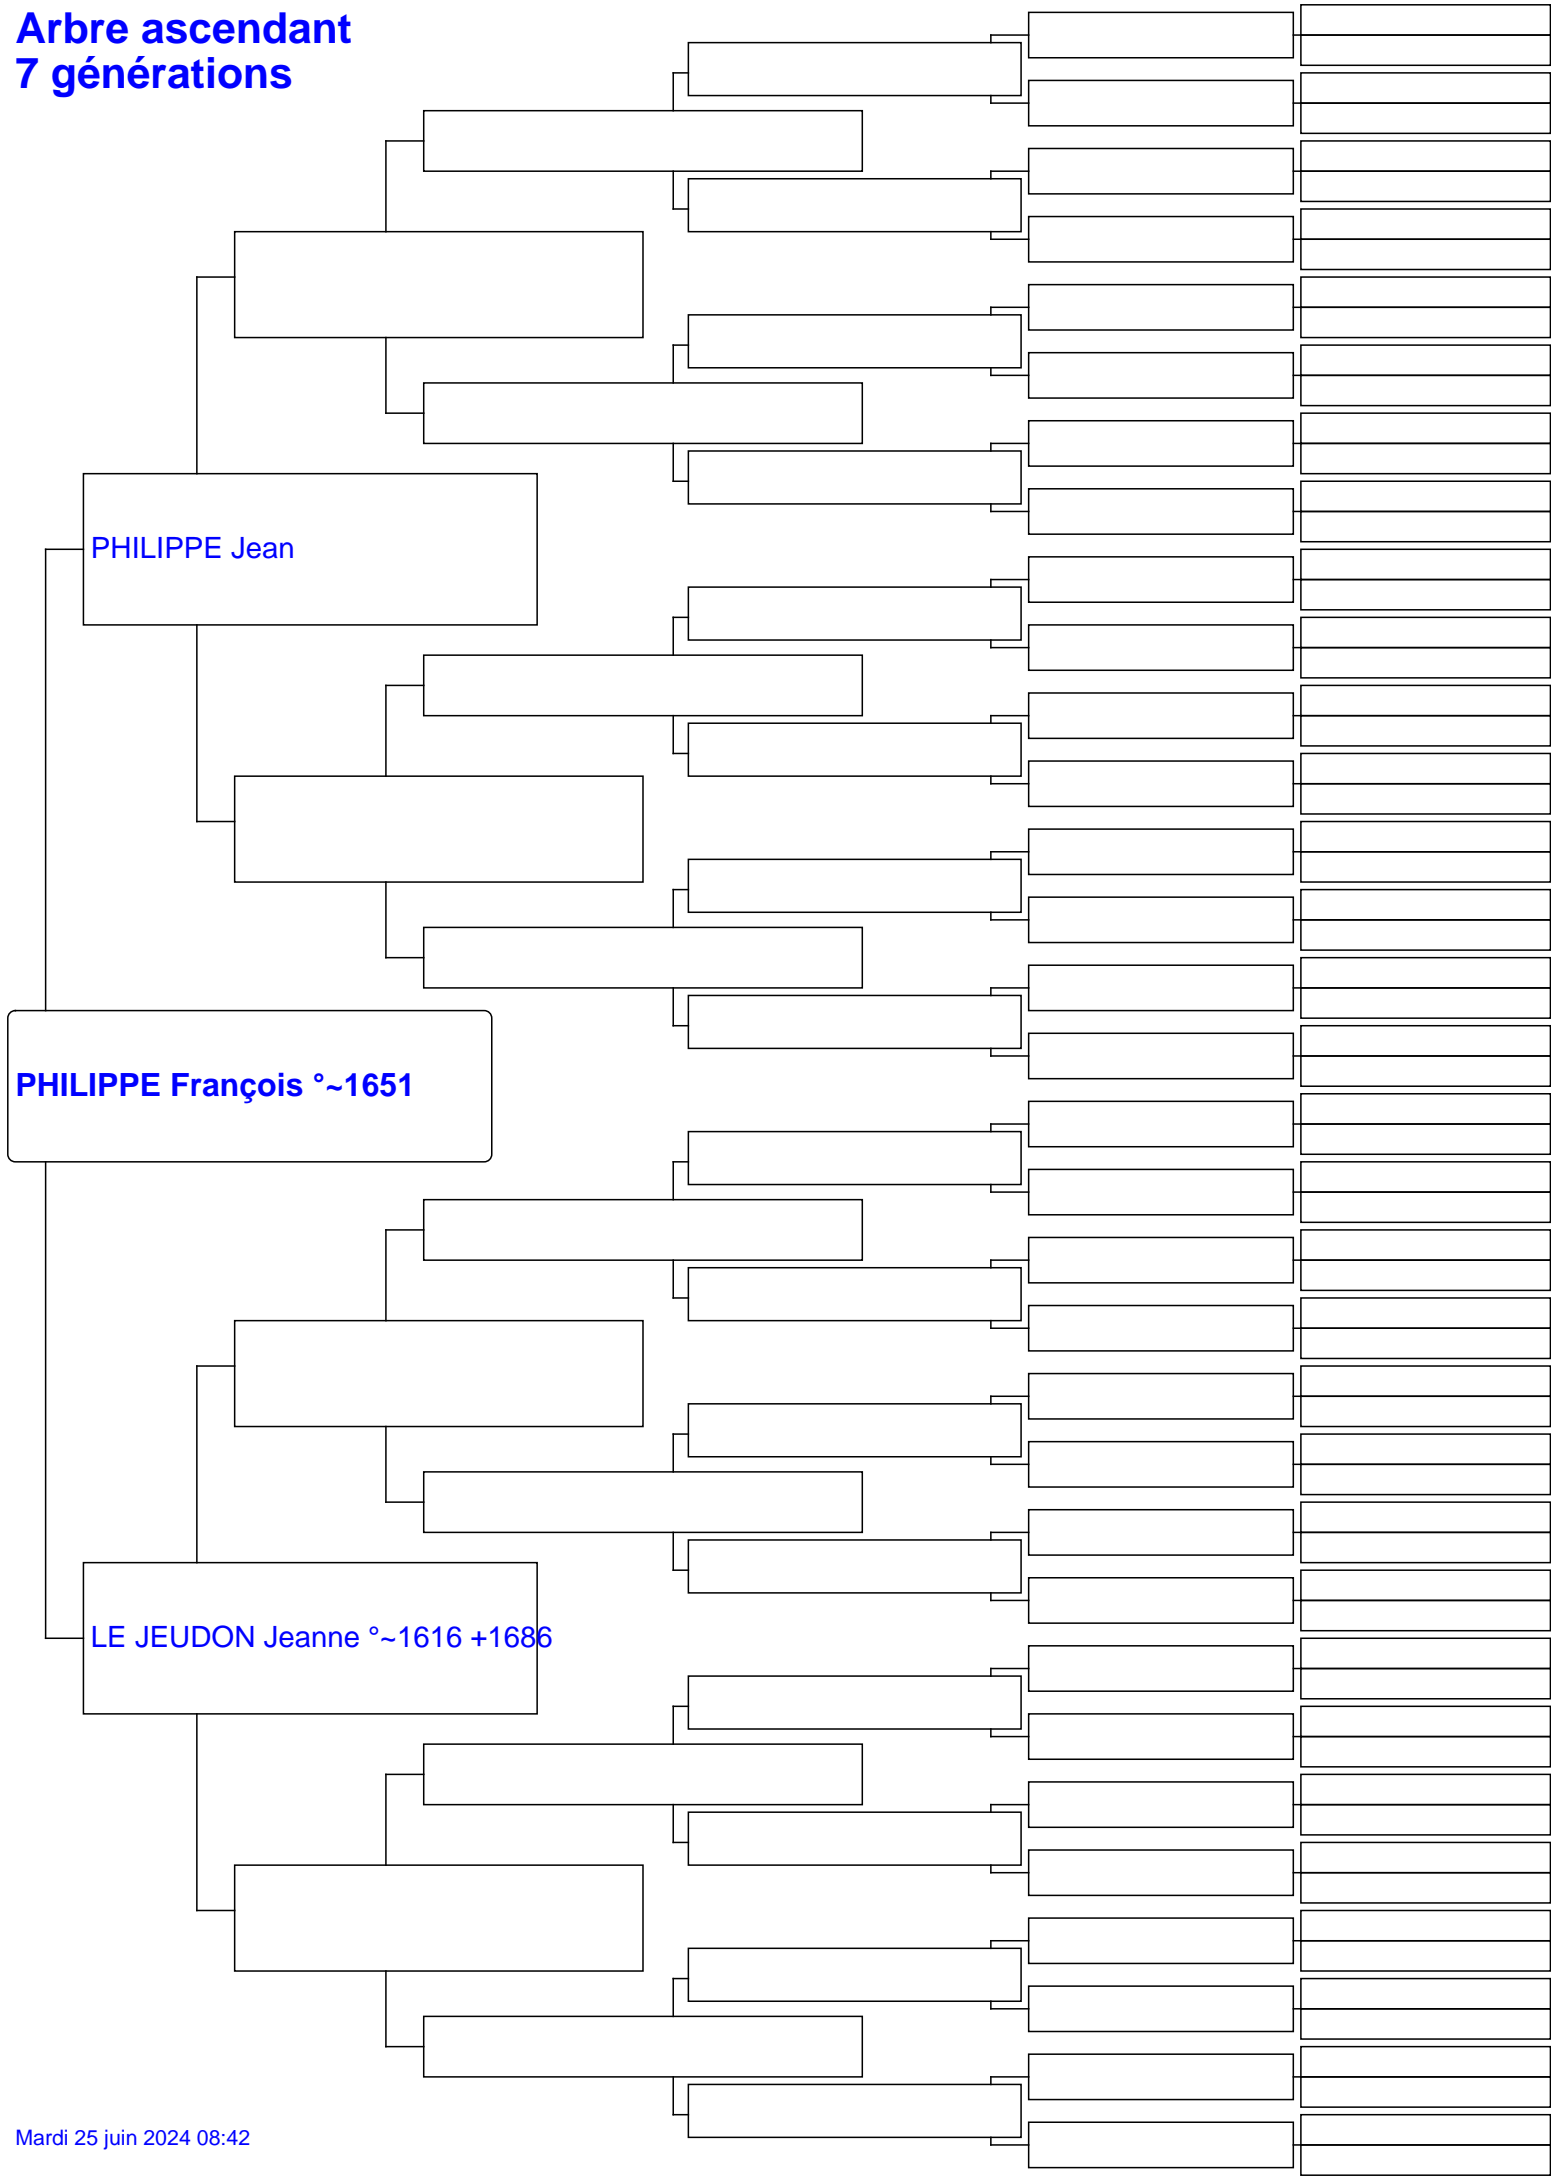 Arbre ascendant
7 générations
PHILIPPE Jean
PHILIPPE François °~1651
LE JEUDON Jeanne °~1616 +1686
Mardi 25 juin 2024 08:42